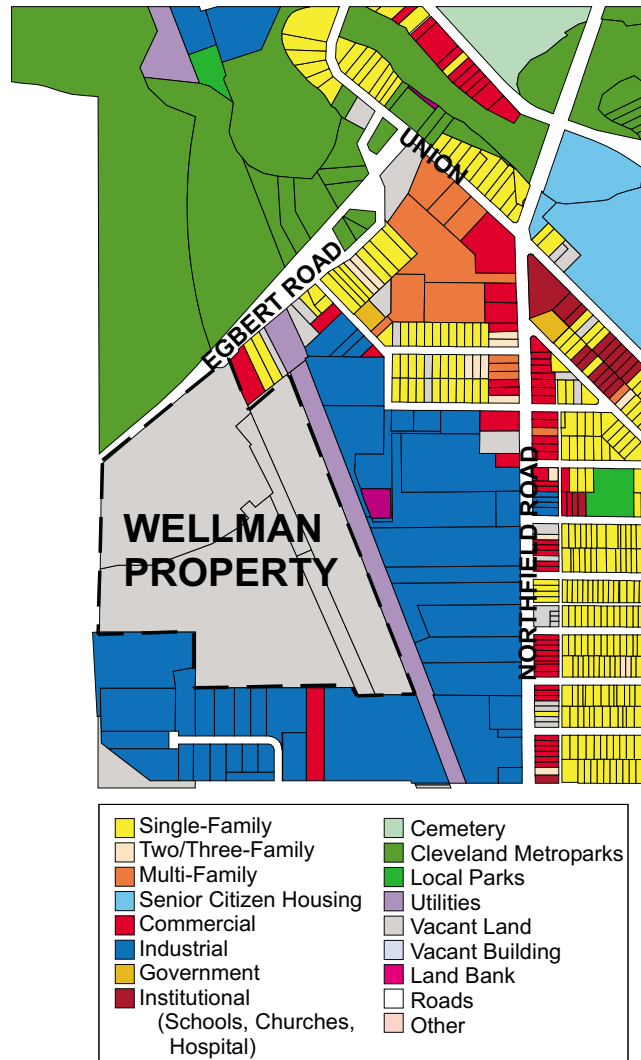 UNION
EGBERT ROAD
WELLMAN
PROPERTY
NORTHFIELD ROAD
Single-Family
Two/Three-Family
Multi-Family
Senior Citizen Housing
Commercial
Industrial
Government
Institutional
(Schools, Churches,
Hospital)
Cemetery
Cleveland Metroparks
Local Parks
Utilities
Vacant Land
Vacant Building
Land Bank
Roads
Other